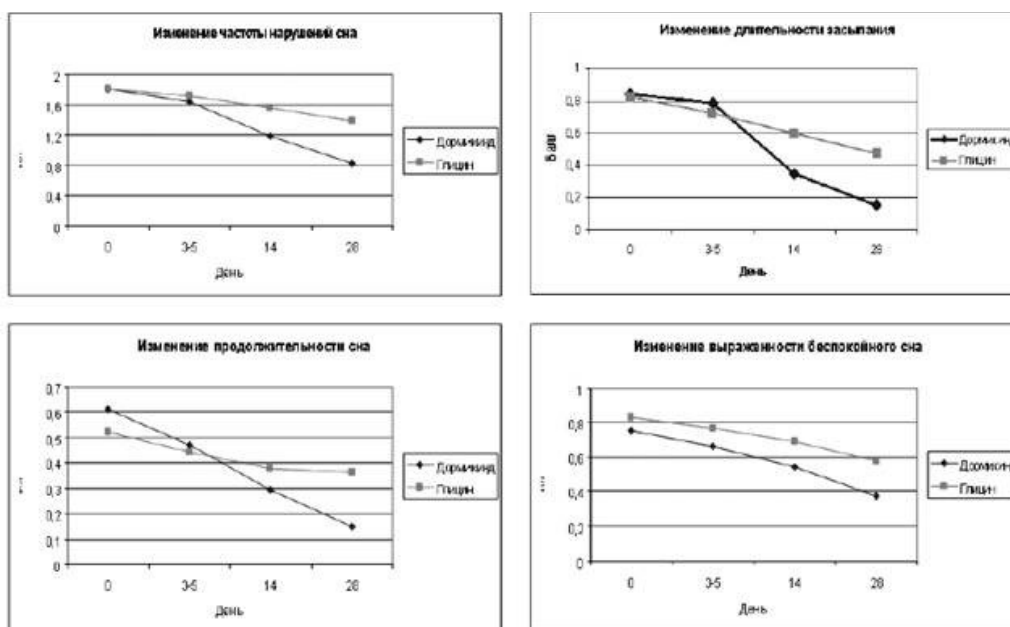 Изменение частоты нарушений сна
2
1,6
1,2
0,8
0,4
0
0 3-5 14 28
День
Дормикинд
Глицин
Изменение длительности засыпания
1
0,8
0,6
0,4
0,2
0
Балл
0 3-5 14 28
День
Дормикинд
Глицин
Изменение продолжительности сна
0,7
0,6
0,5
0,4
0,3
0,2
0,1
0
0 3-5 14 28
День
Дормикинд
Глицин
Изменение выраженности беспокойного сна
1
0,8
0,6
0,4
0,2
0
0 3-5 14 28
День
Дормикинд
Глицин